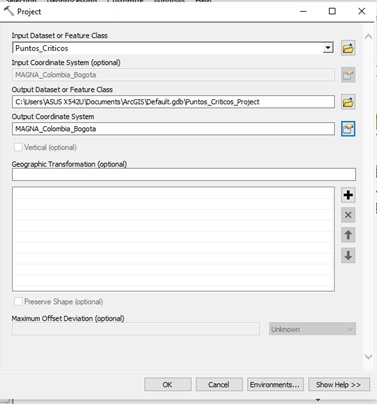 Project
Input Dataset or Feature Class
Puntos_Criticos
Input Coordinate System (optional)
MAGNA_Colombia_Bogota
Output Dataset or Feature Class
C:\Users\ASUS X542U\Documents\ArcGIS\Default.gdb\Puntos_Criticos_Project
Output Coordinate System
MAGNA_Colombia_Bogota
Vertical (optional)
Geographic Transformation (optional)
Preserve Shape (optional)
Maximum Offset Deviation (optional)
Unknown
OK Cancel Environments... Show Help >>